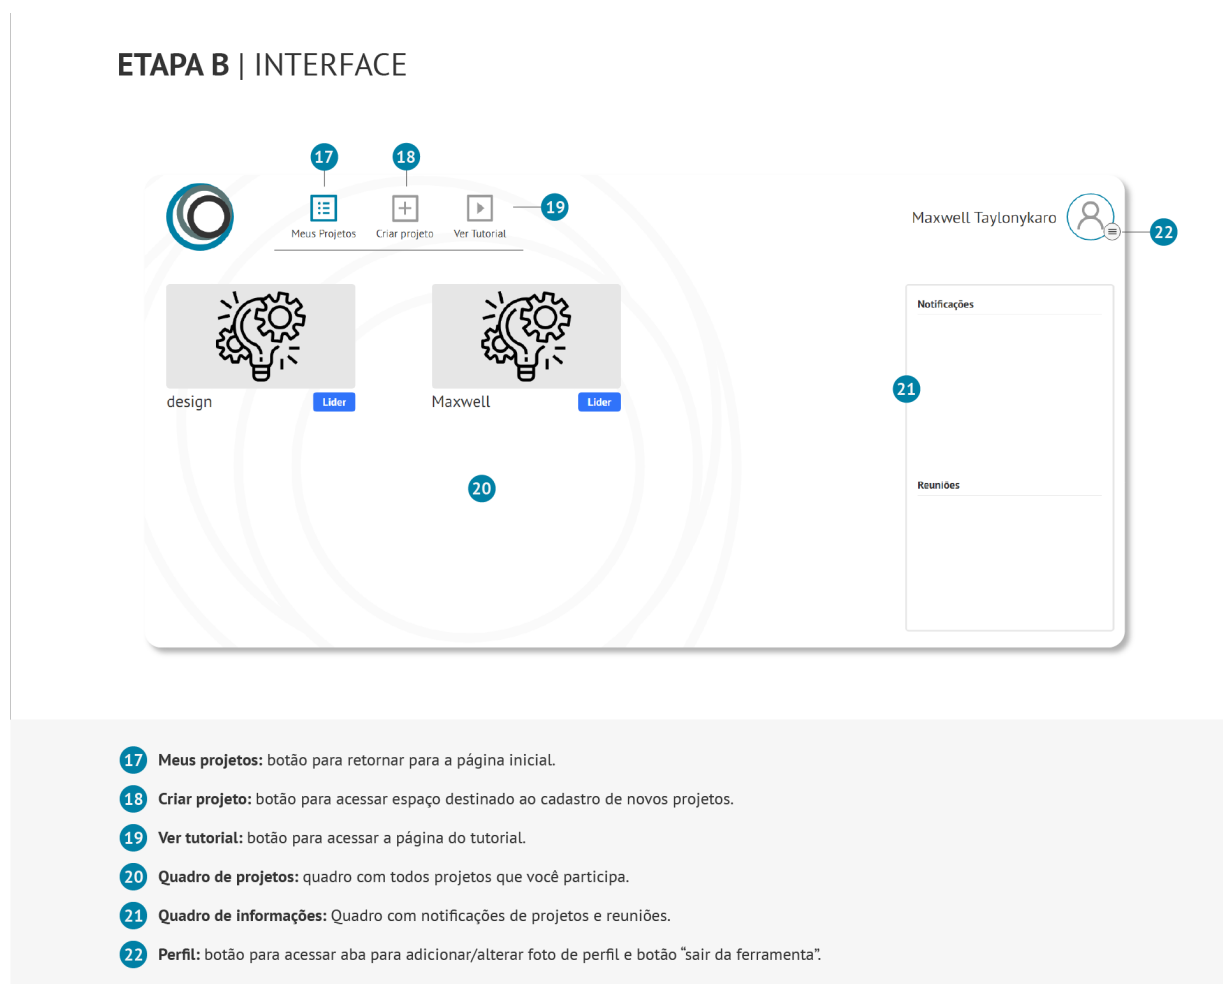 ETAPA B | INTERFACE
17
18
19
Meus Projetos
Criar projeto
Ver Tutorial
Maxwell Taylonykaro
22
design
Lider
Maxwell
Lider
Notificações
21
20
Reuniões
17 Meus projetos: botão para retornar para a página inicial.
18 Criar projeto: botão para acessar espaço destinado ao cadastro de novos projetos.
19 Ver tutorial: botão para acessar a página do tutorial.
20 Quadro de projetos: quadro com todos projetos que você participa.
21 Quadro de informações: Quadro com notificações de projetos e reuniões.
22 Perfil: botão para acessar aba para adicionar/alterar foto de perfil e botão “sair da ferramenta”.